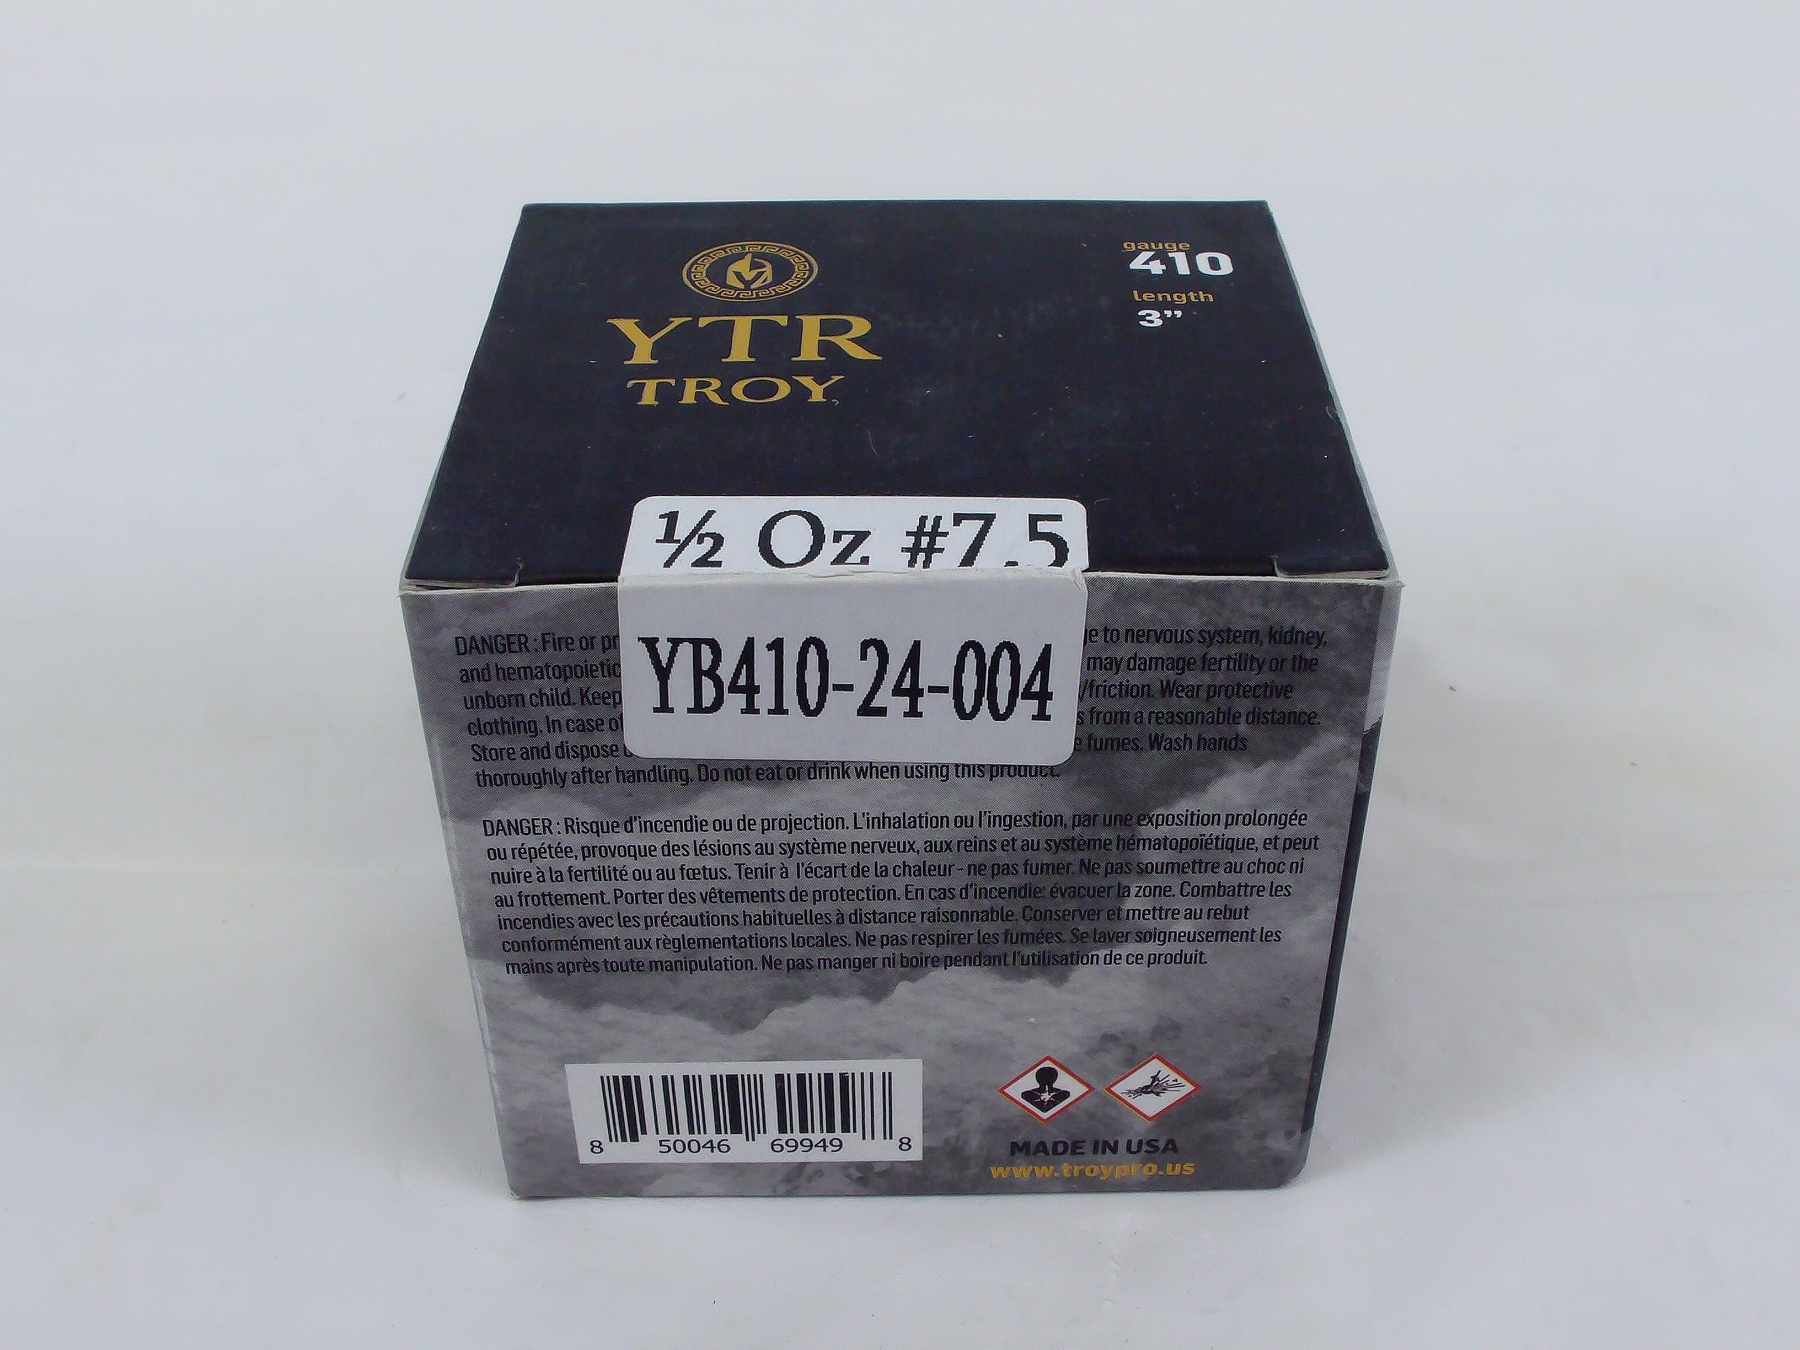 gauge
410
length
3”
YTR
TROY
½ Oz #7.5
YB410-24-004
DANGER : Fire or e to nervous system, kidney,
and hematopoietic may damage fertility or the
unborn child. Keep /friction. Wear protective
clothing. In case of s from a reasonable distance.
Store and dispose e fumes. Wash hands
thoroughly after handling. Do not eat or drink when using this product.
DANGER : Risque d'incendie ou de projection. L'inhalation ou l'ingestion, par une exposition prolongée
ou répétée, provoque des lésions au système nerveux, aux reins et au système hématopoïétique, et peut
nuire à la fertilité ou au fœtus. Tenir à l'écart de la chaleur - ne pas fumer. Ne pas soumettre au choc ni
au frottement. Porter des vêtements de protection. En cas d'incendie: évacuer la zone. Combattre les
incendies avec les précautions habituelles à distance raisonnable. Conserver et mettre au rebut
conformément aux règlementations locales. Ne pas respirer les fumées. Se laver soigneusement les
mains après toute manipulation. Ne pas manger ni boire pendant l'utilisation de ce produit.
8 50046 69949 8
MADE IN USA
www.troypro.us